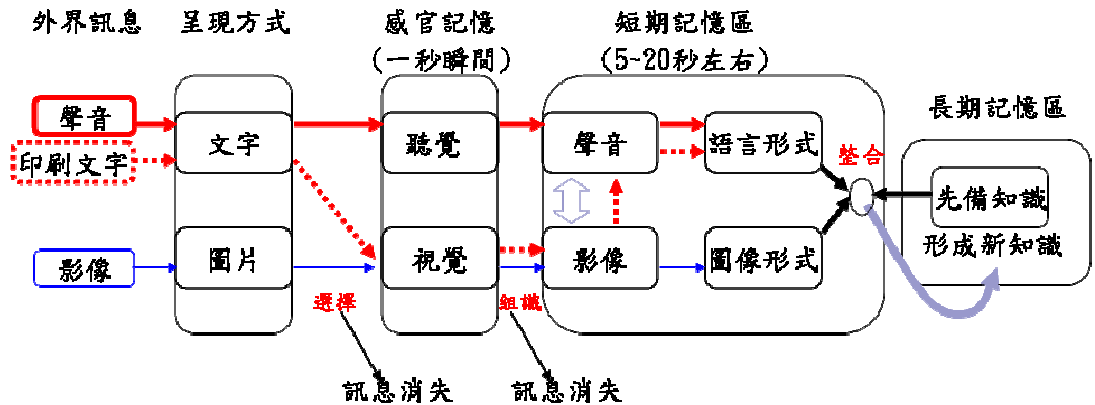 外界訊息
呈現方式
感官記憶
(一秒瞬間)
短期記憶區
(5~20秒左右)
長期記憶區
聲音
印刷文字
影像
文字
圖片
聽覺
視覺
聲音
影像
語言形式
圖像形式
整合
先備知識
形成新知識
選擇
組織
訊息消失
訊息消失